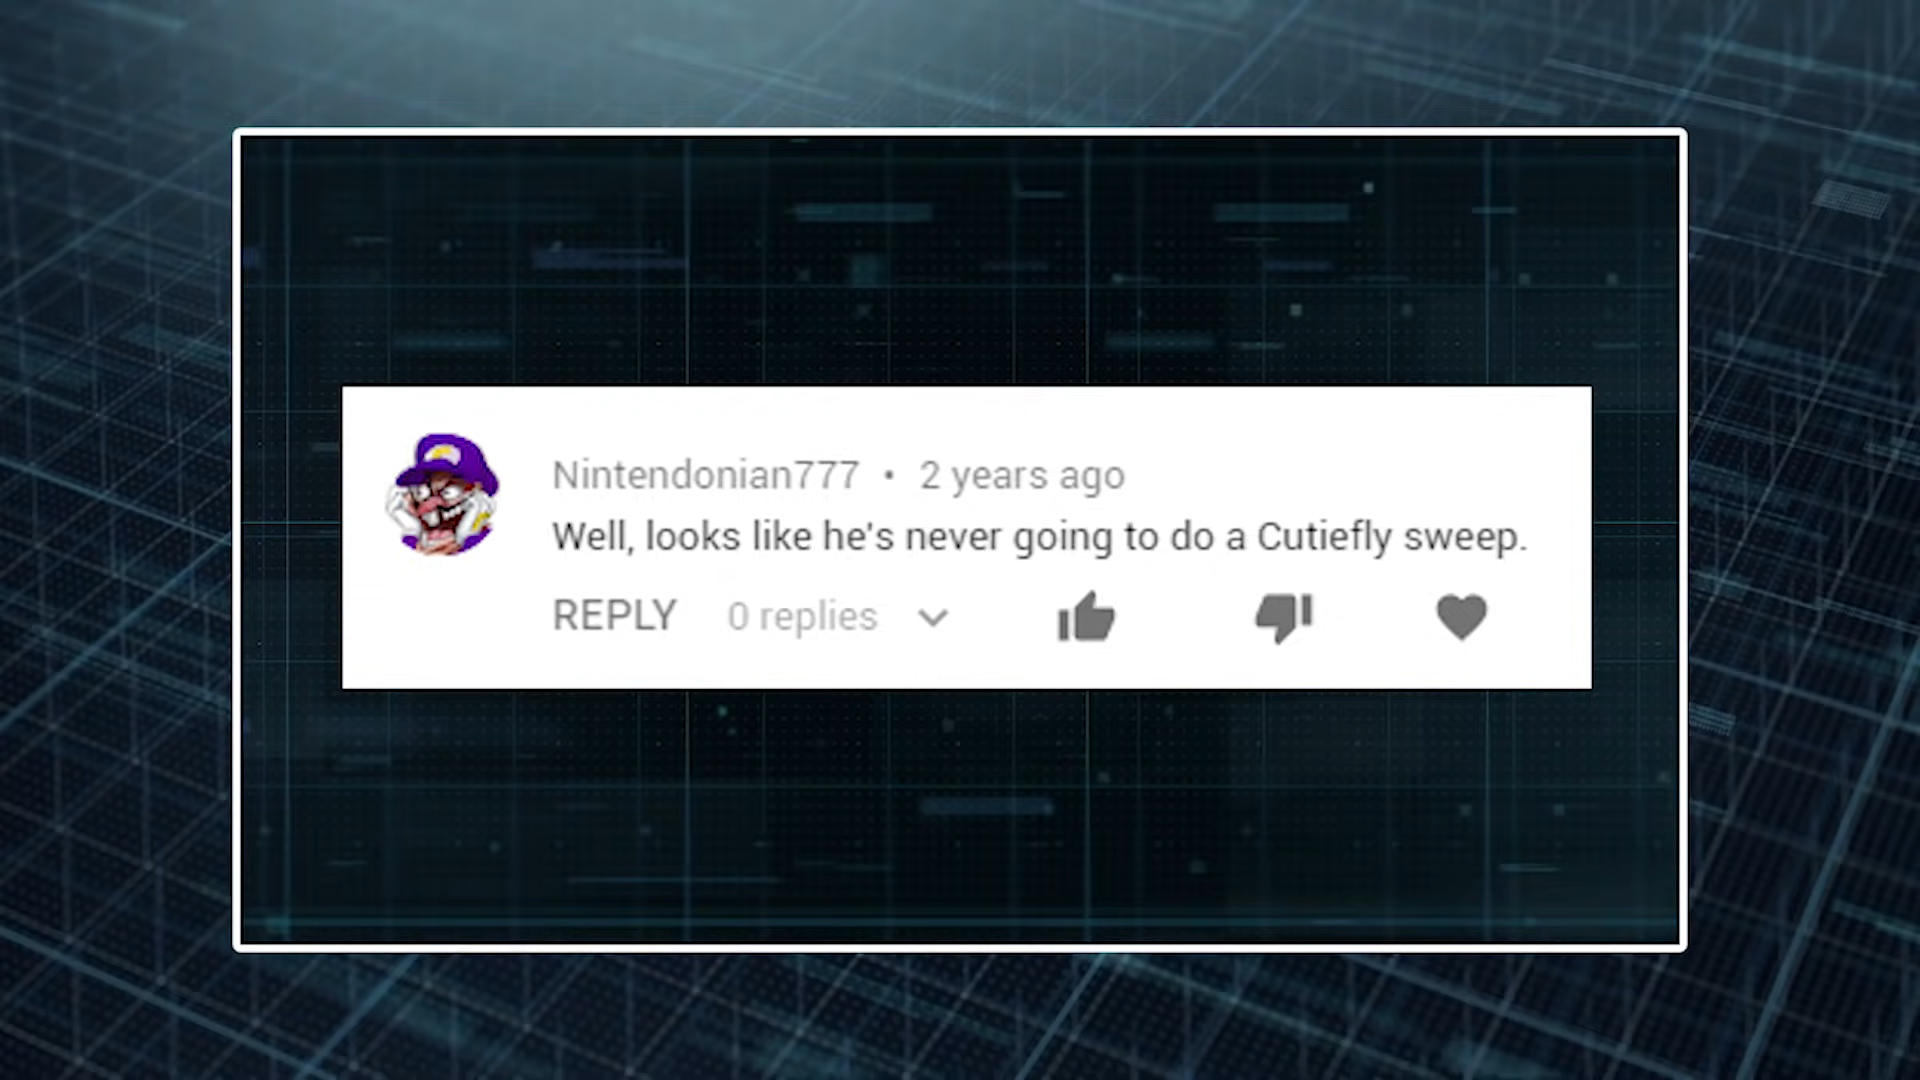 Nintendonian777 • 2 years ago
Well, looks like he's never going to do a Cutiefly sweep.
REPLY 0 replies